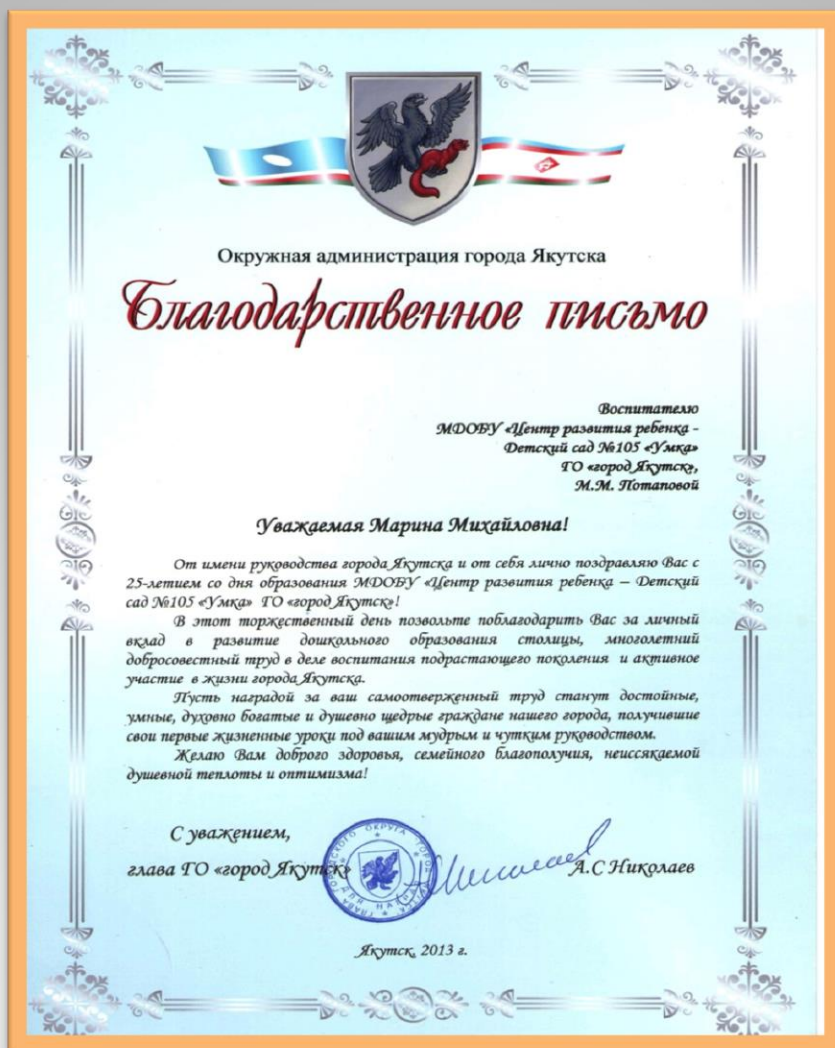 Окружная администрация города Якутска
Благодарственное письмо
Воспитателю
МДОБУ «Центр развития ребенка -
Детский сад №105 «Умка»
ГО «город Якутск»,
М.М. Потаповой
Уважаемая Марина Михайловна!
От имени руководства города Якутска и от себя лично поздравляю Вас с
25-летием со дня образования МДОБУ «Центр развития ребенка – Детский
сад №105 «Умка» ГО «город Якутск»!
В этот торжественный день позвольте поблагодарить Вас за личный
вклад в развитие дошкольного образования столицы, многолетний
добросовестный труд в деле воспитания подрастающего поколения и активное
участие в жизни города Якутска.
Пусть наградой за ваш самоотверженный труд станут достойные,
умные, духовно богатые и душевно щедрые граждане нашего города, получившие
свои первые жизненные уроки под вашим мудрым и чутким руководством.
Желаю Вам доброго здоровья, семейного благополучия, неиссякаемой
душевной теплоты и оптимизма!
С уважением,
глава ГО «город Якутск»
А.С Николаев
Якутск, 2013 г.